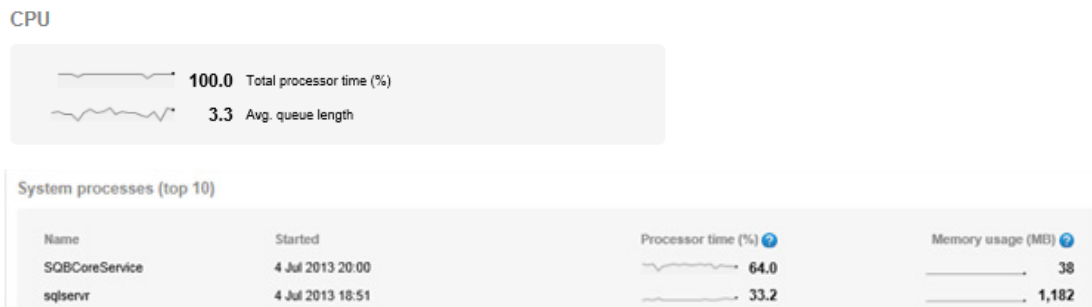 CPU
100.0 Total processor time (%)
3.3 Avg. queue length
System processes (top 10)
Name Started Processor time (%) ? Memory usage (MB) ?
SQBCoreService 4 Jul 2013 20:00 64.0 38
sqlservr 4 Jul 2013 18:51 33.2 1,182